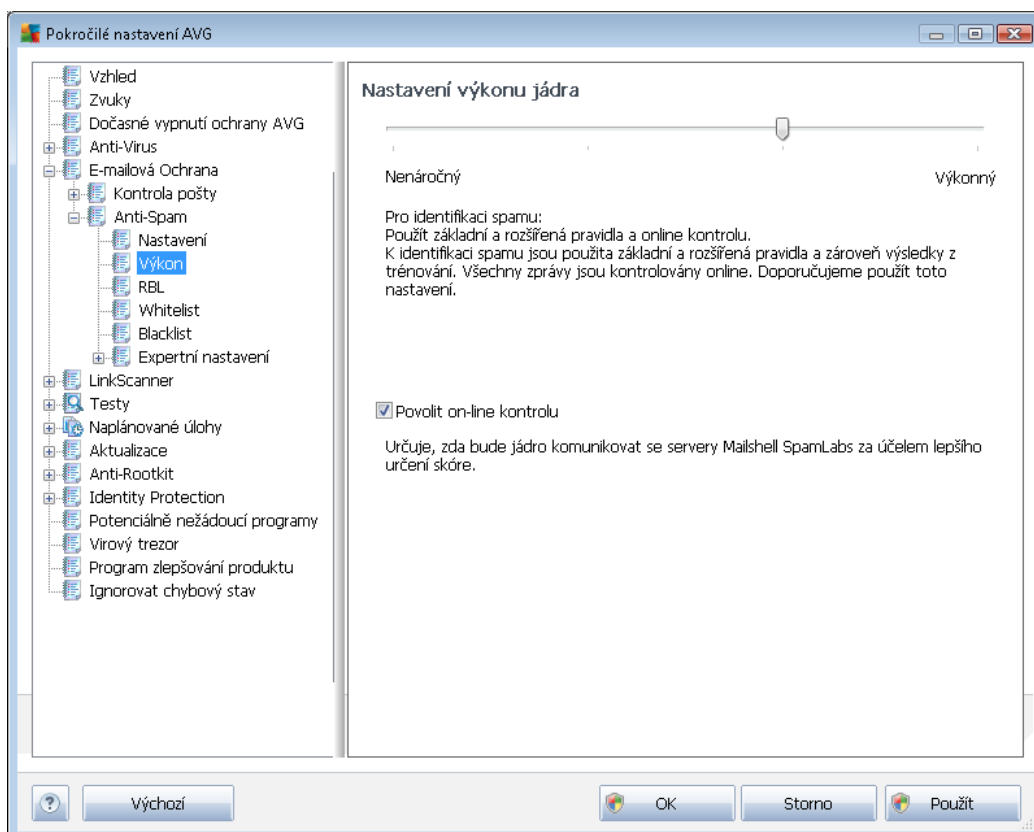 Pokročilé nastavení AVG
Vzhled
Zvuky
Dočasné vypnutí ochrany AVG
Anti-Virus
E-mailová Ochrana
Kontrola pošty
Anti-Spam
Nastavení
Výkon
RBL
Whitelist
Blacklist
Expertní nastavení
LinkScanner
Testy
Naplánované úlohy
Aktualizace
Anti-Rootkit
Identity Protection
Potenciálně nežádoucí programy
Virový trezor
Program zlepšování produktu
Ignorovat chybový stav
Nastavení výkonu jádra
Nenáročný
Výkonný
Pro identifikaci spamu:
Použít základní a rozšířená pravidla a online kontrolu.
K identifikaci spamu jsou použita základní a rozšířená pravidla a zároveň výsledky z
trénování. Všechny zprávy jsou kontrolovány online. Doporučujeme použít toto
nastavení.
Povolit on-line kontrolu
Určuje, zda bude jádro komunikovat se servery Mailshell SpamLabs za účelem lepšího
určení skóre.
?
Výchozí
OK
Storno
Použít